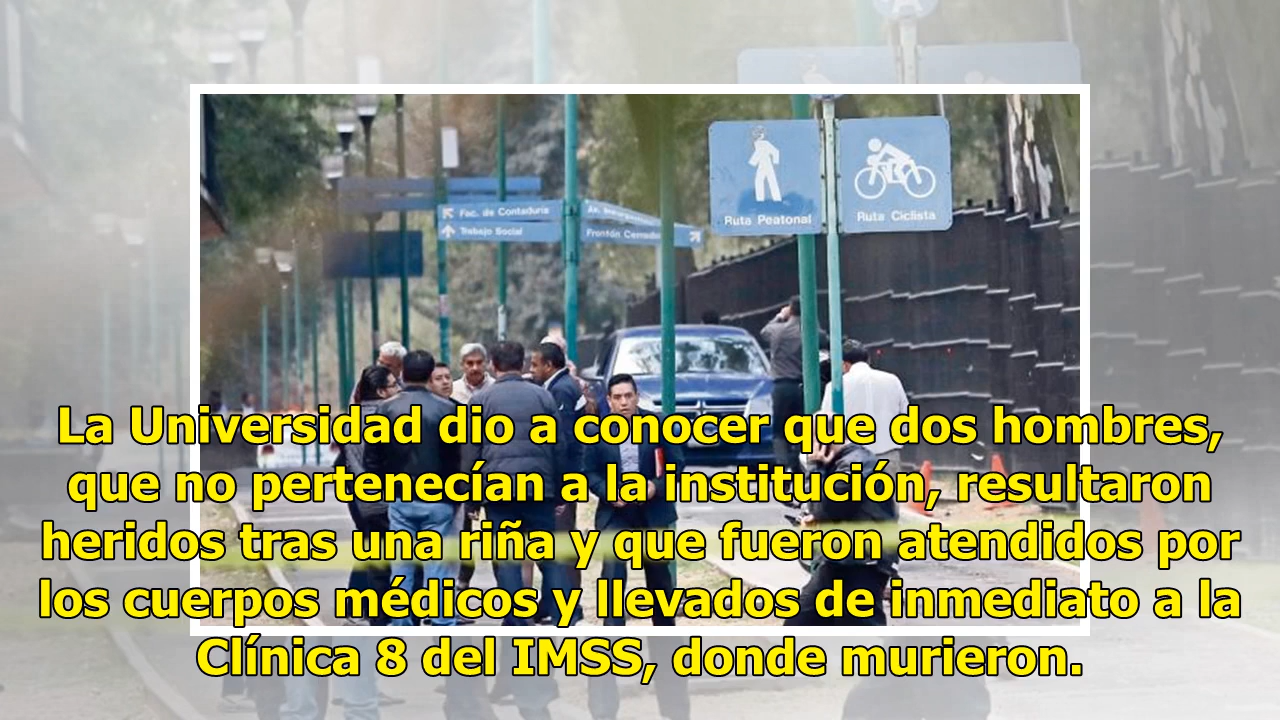 Fac. de Contaduría
Trabajo Social
Frontón Cerrado
Ruta Peatonal
Ruta Ciclista
La Universidad dio a conocer que dos hombres,
que no pertenecían a la institución, resultaron
heridos tras una riña y que fueron atendidos por
los cuerpos médicos y llevados de inmediato a la
Clínica 8 del IMSS, donde murieron.